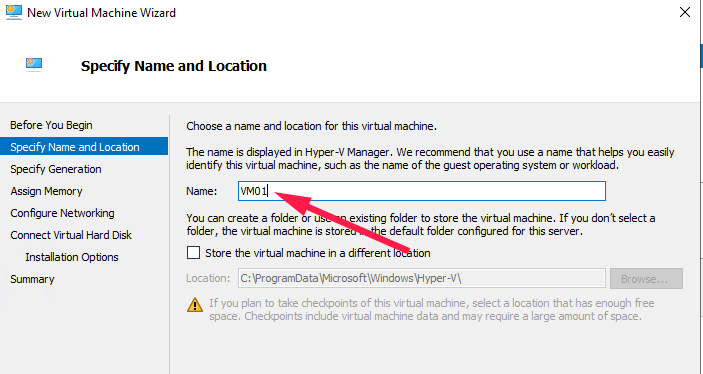 New Virtual Machine Wizard
Specify Name and Location
Before You Begin
Specify Name and Location
Specify Generation
Assign Memory
Configure Networking
Connect Virtual Hard Disk
Installation Options
Summary
Choose a name and location for this virtual machine.
The name is displayed in Hyper-V Manager. We recommend that you use a name that helps you easily
identify this virtual machine, such as the name of the guest operating system or workload.
Name: VM01
You can create a folder or use an existing folder to store the virtual machine. If you don't select a
folder, the virtual machine is stored in the default folder configured for this server.
Store the virtual machine in a different location
Location: C:\ProgramData\Microsoft\Windows\Hyper-V\ Browse...
If you plan to take checkpoints of this virtual machine, select a location that has enough free
space. Checkpoints include virtual machine data and may require a large amount of space.